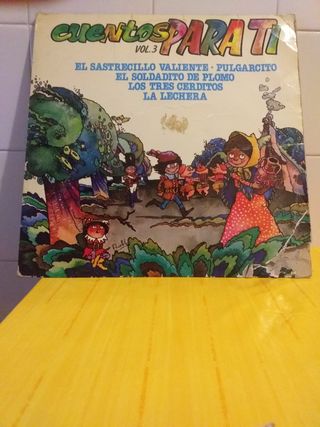 cuentos PARA TI
VOL. 3
EL SASTRECILLO VALIENTE - PULGARCITO
EL SOLDADITO DE PLOMO
LOS TRES CERDITOS
LA LECHERA